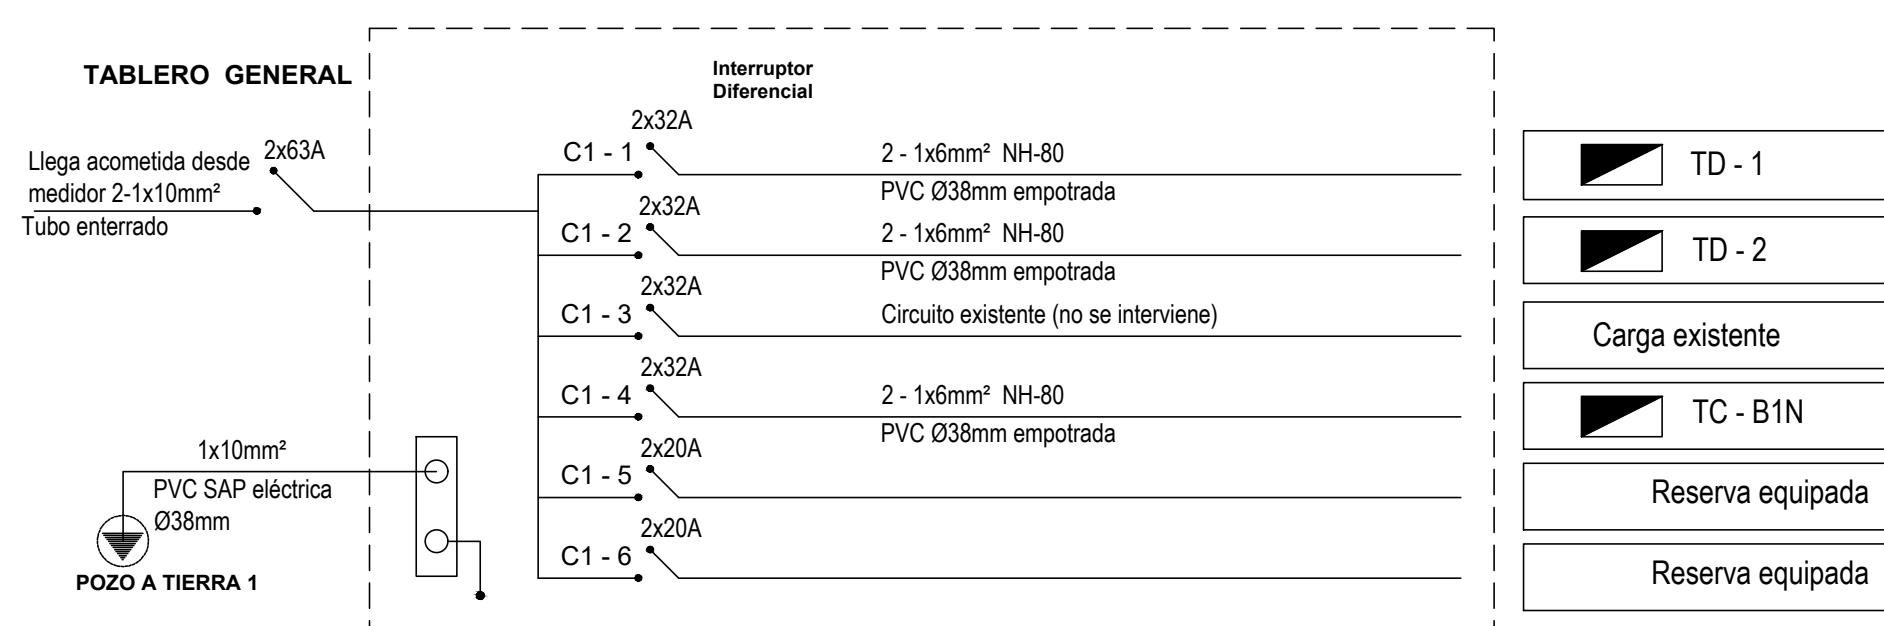 TABLERO GENERAL
Interruptor
Diferencial
Llega acometida desde
medidor 2-1x10mm²
Tubo enterrado
2x63A
C1 - 1
2x32A
2 - 1x6mm² NH-80
PVC Ø38mm empotrada
TD - 1
C1 - 2
2x32A
2 - 1x6mm² NH-80
PVC Ø38mm empotrada
TD - 2
C1 - 3
2x32A
Circuito existente (no se interviene)
Carga existente
C1 - 4
2x32A
2 - 1x6mm² NH-80
PVC Ø38mm empotrada
TC - B1N
C1 - 5
2x20A
Reserva equipada
C1 - 6
2x20A
Reserva equipada
1x10mm²
PVC SAP eléctrica
Ø38mm
POZO A TIERRA 1